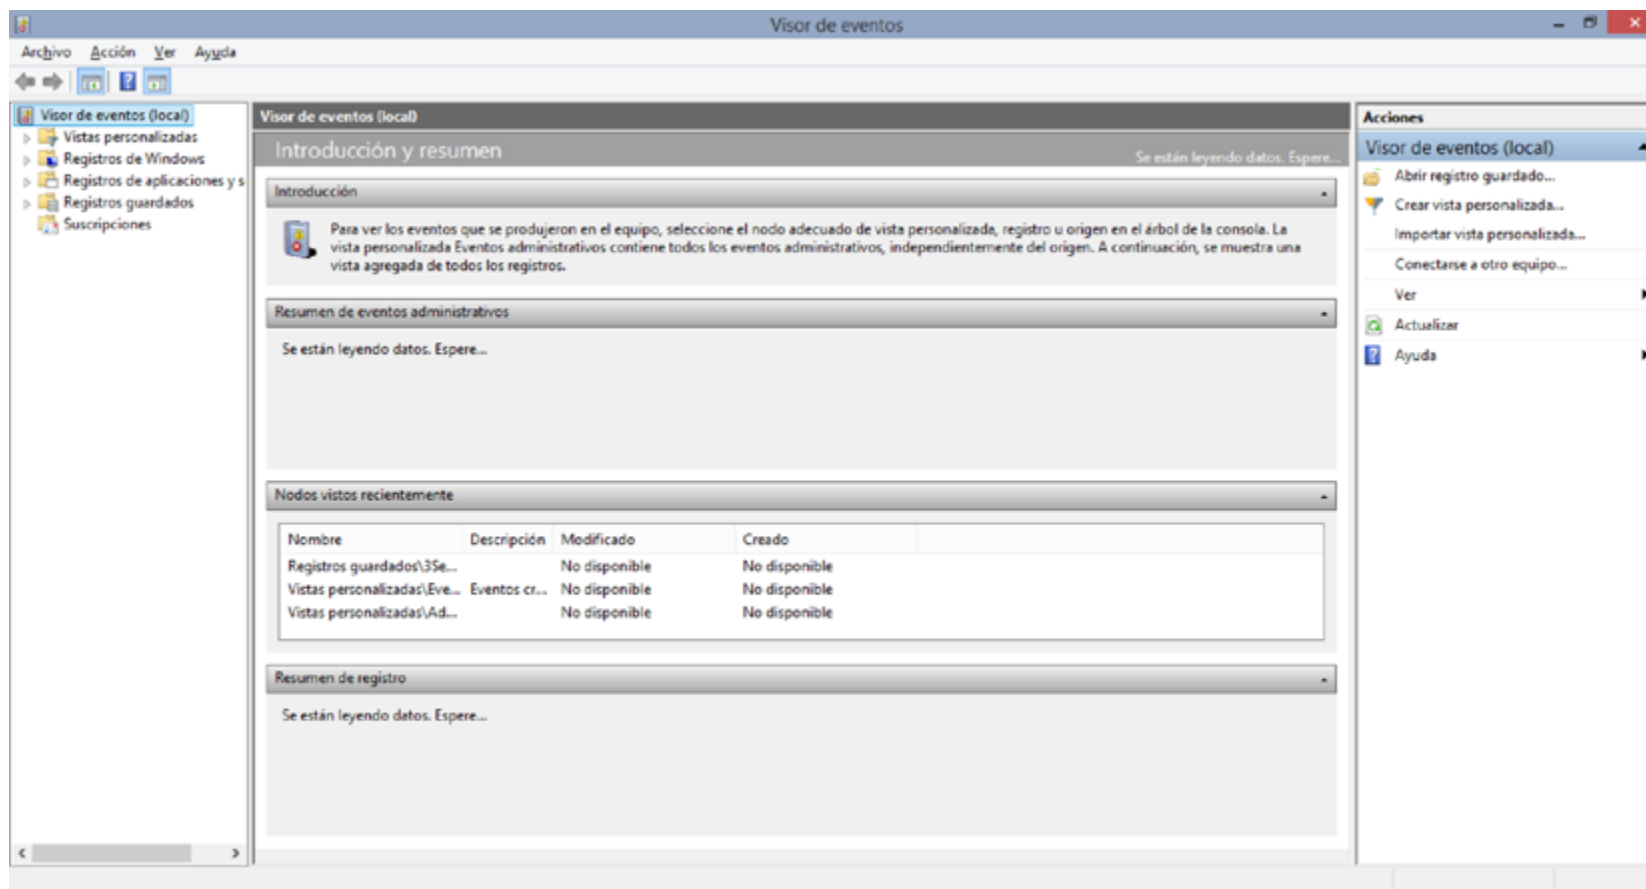 Visor de eventos
Archivo Acción Ver Ayuda
Visor de eventos (local)
Vistas personalizadas
Registros de Windows
Registros de aplicaciones y s
Registros guardados
Suscripciones
Visor de eventos (local)
Introducción y resumen
Se están leyendo datos. Espere...
Introducción
Para ver los eventos que se produjeron en el equipo, seleccione el nodo adecuado de vista personalizada, registro u origen en el árbol de la consola. La
vista personalizada Eventos administrativos contiene todos los eventos administrativos, independientemente del origen. A continuación, se muestra una
vista agregada de todos los registros.
Resumen de eventos administrativos
Se están leyendo datos. Espere...
Nodos vistos recientemente
Nombre Descripción Modificado Creado
Registros guardados\3Se... No disponible No disponible
Vistas personalizadas\Eve... Eventos cr... No disponible No disponible
Vistas personalizadas\Ad... No disponible No disponible
Resumen de registro
Se están leyendo datos. Espere...
Acciones
Visor de eventos (local)
Abrir registro guardado...
Crear vista personalizada...
Importar vista personalizada...
Conectarse a otro equipo...
Ver
Actualizar
Ayuda